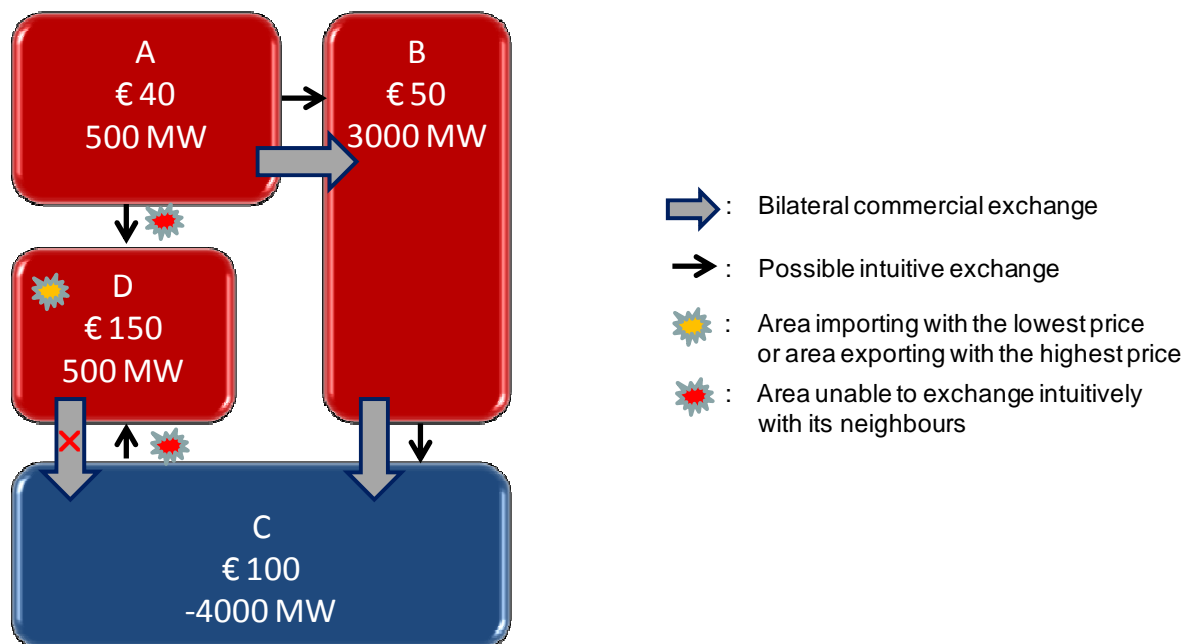 A
€ 40
500 MW
B
€ 50
3000 MW
D
€ 150
500 MW
C
€ 100
-4000 MW
: Bilateral commercial exchange
: Possible intuitive exchange
: Area importing with the lowest price
or area exporting with the highest price
: Area unable to exchange intuitively
with its neighbours